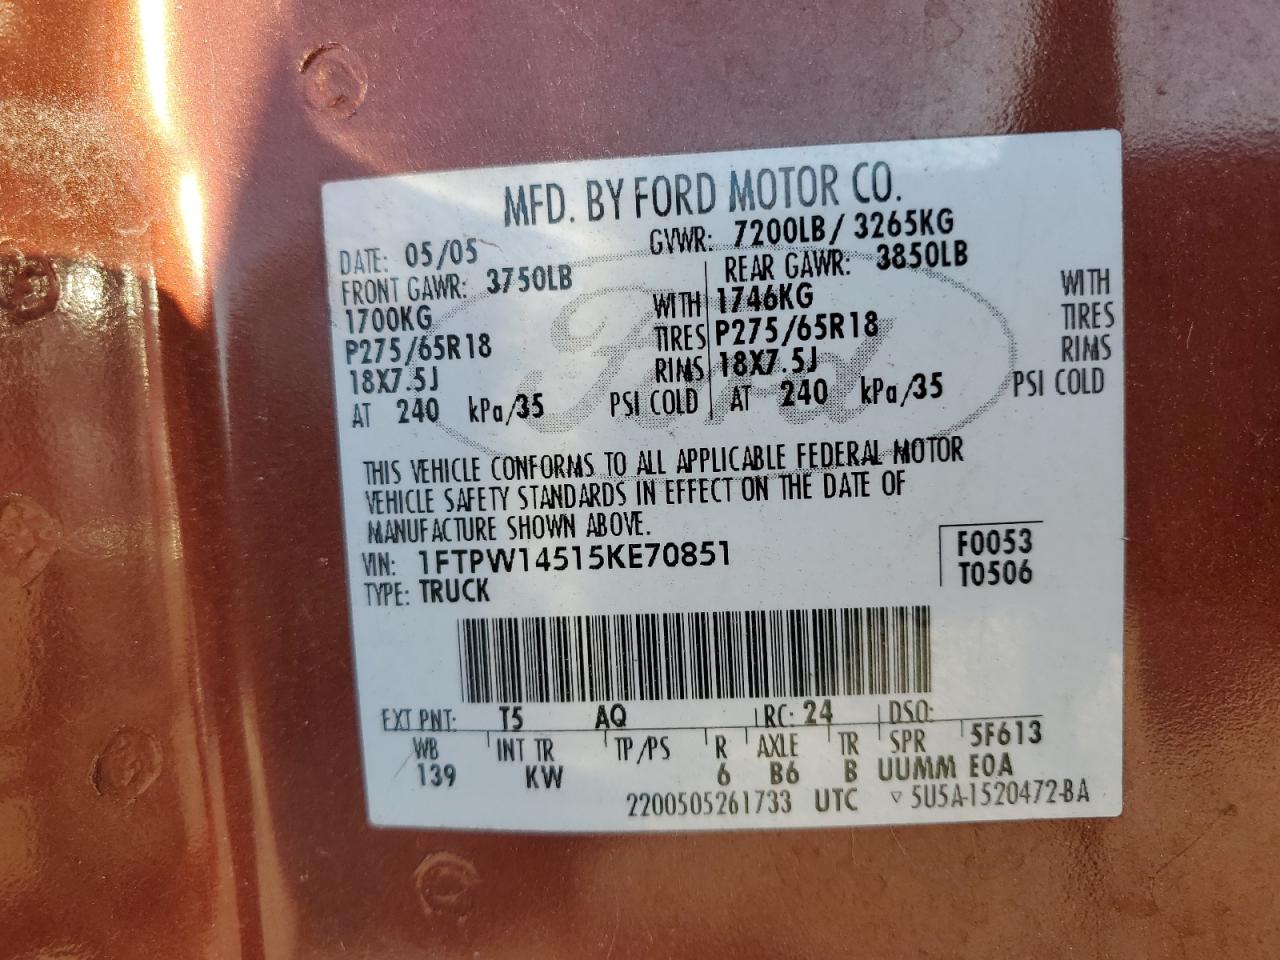 MFD. BY FORD MOTOR CO.
DATE: 05/05 GVWR: 7200LB/ 3265KG
FRONT GAWR: 3750LB REAR GAWR: 3850LB
1700KG WITH 1746KG WITH
P275/65R18 TIRES P275/65R18 TIRES
18X7.5J RIMS 18X7.5J RIMS
AT 240 kPa/35 PSI COLD AT 240 kPa/35 PSI COLD
Ford
THIS VEHICLE CONFORMS TO ALL APPLICABLE FEDERAL MOTOR
VEHICLE SAFETY STANDARDS IN EFFECT ON THE DATE OF
MANUFACTURE SHOWN ABOVE.
VIN: 1FTPW14515KE70851 F0053
TYPE: TRUCK T0506
EXT PNT: T5 AQ RC: 24 DSO:
WB INT TR TP/PS R AXLE TR SPR 5F613
139 KW 6 B6 B UUMM EOA
2200505261733 UTC ▽ 5U5A-1520472-BA